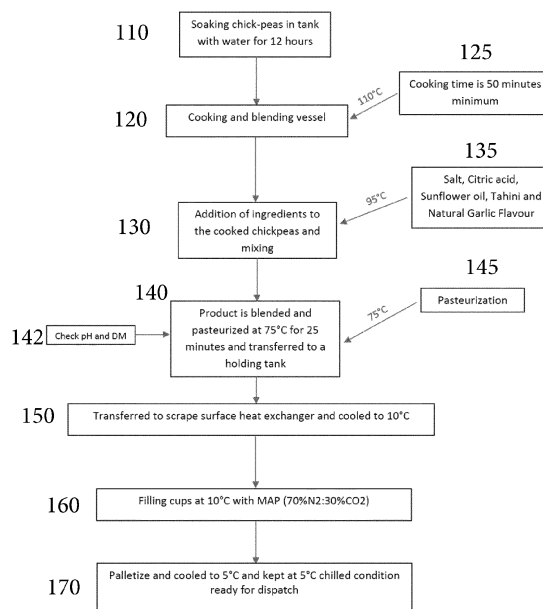 110
Soaking chick-peas in tank
with water for 12 hours
125
Cooking time is 50 minutes
minimum
110°C
120
Cooking and blending vessel
135
Salt, Citric acid,
Sunflower oil, Tahini and
Natural Garlic Flavour
95°C
130
Addition of ingredients to
the cooked chickpeas and
mixing
145
Pasteurization
75°C
140
Product is blended and
pasteurized at 75°C for 25
minutes and transferred to a
holding tank
142
Check pH and DM
150
Transferred to scrape surface heat exchanger and cooled to 10°C
160
Filling cups at 10°C with MAP (70%N2:30%CO2)
170
Palletize and cooled to 5°C and kept at 5°C chilled condition
ready for dispatch